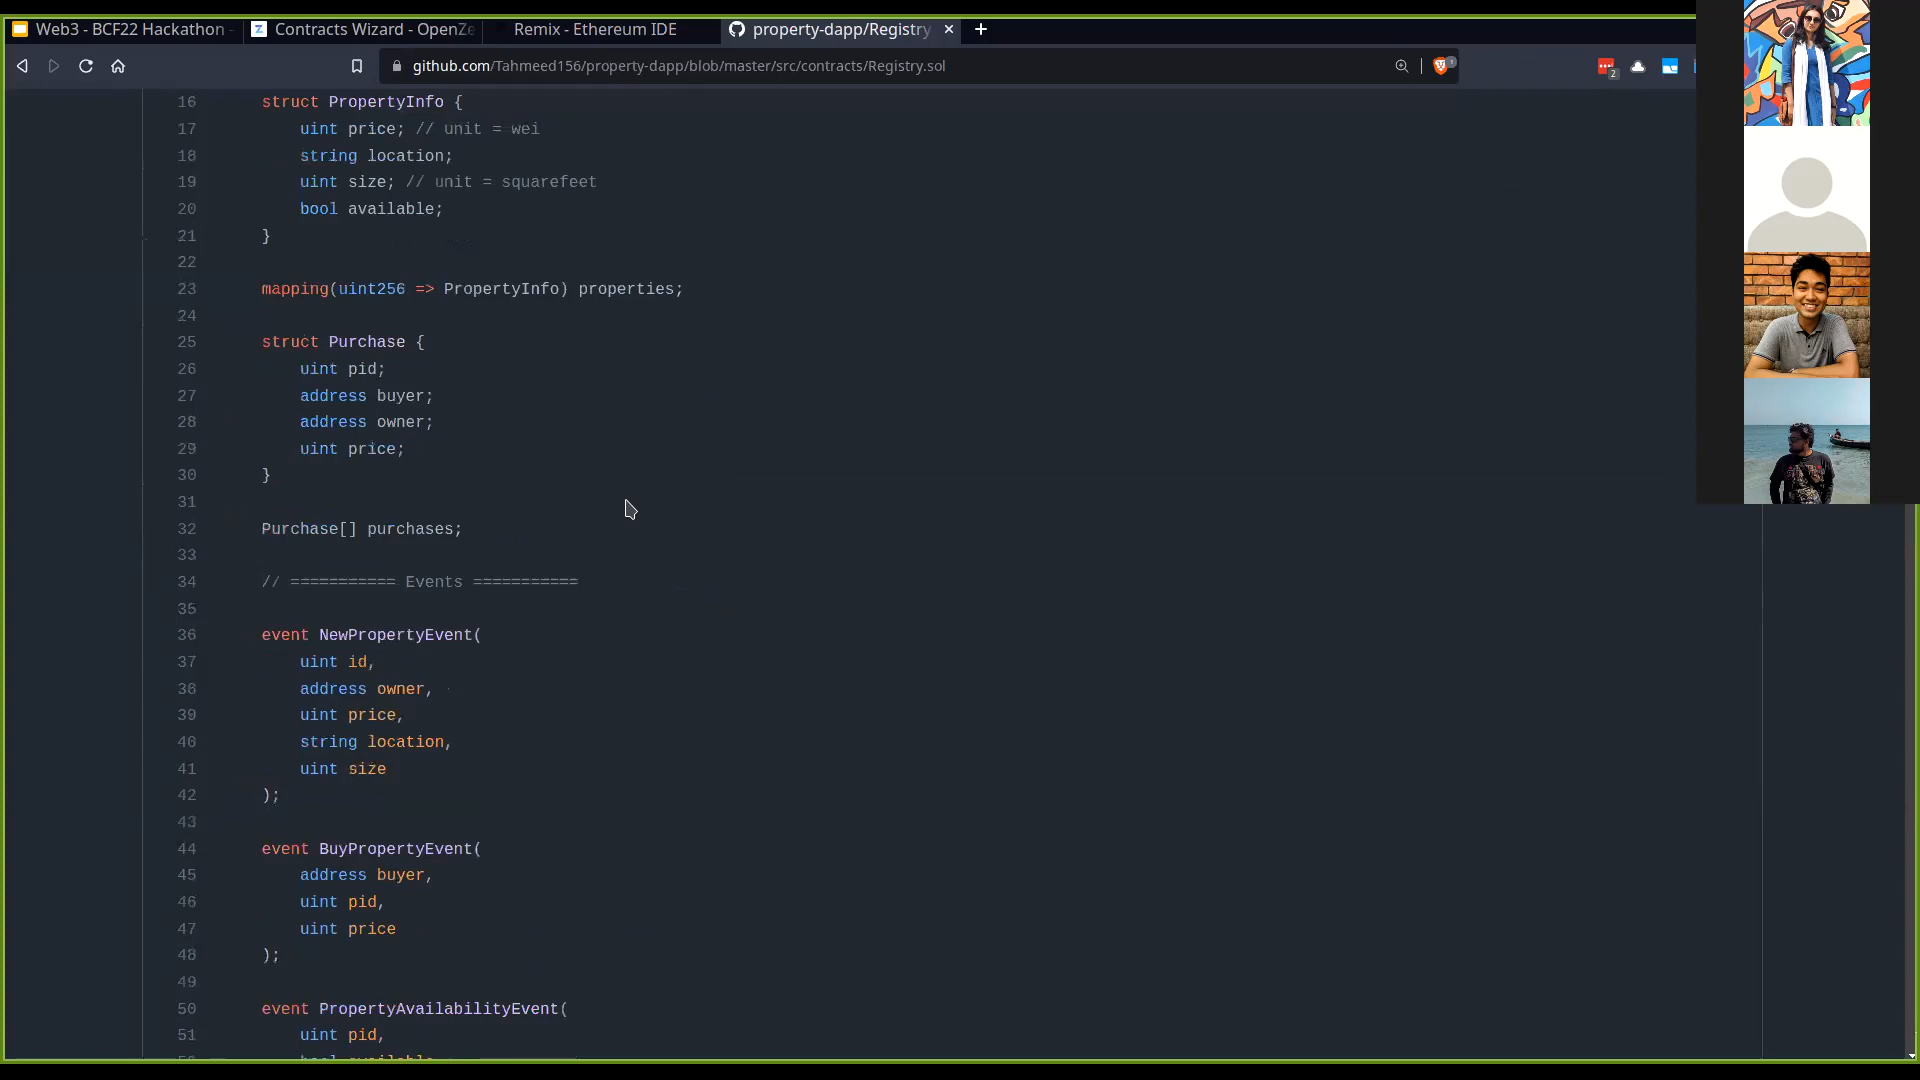 Web3 - BCF22 Hackathon -
Contracts Wizard - OpenZe
Remix - Ethereum IDE
property-dapp/Registry
github.com/Tahmeed156/property-dapp/blob/master/src/contracts/Registry.sol
2
16 struct PropertyInfo {
17 uint price; // unit = wei
18 string location;
19 uint size; // unit = squarefeet
20 bool available;
21 }
22
23 mapping(uint256 => PropertyInfo) properties;
24
25 struct Purchase {
26 uint pid;
27 address buyer;
28 address owner;
29 uint price;
30 }
31
32 Purchase[] purchases;
33
34 // =========== Events ===========
35
36 event NewPropertyEvent(
37 uint id,
38 address owner,
39 uint price,
40 string location,
41 uint size
42 );
43
44 event BuyPropertyEvent(
45 address buyer,
46 uint pid,
47 uint price
48 );
49
50 event PropertyAvailabilityEvent(
51 uint pid,